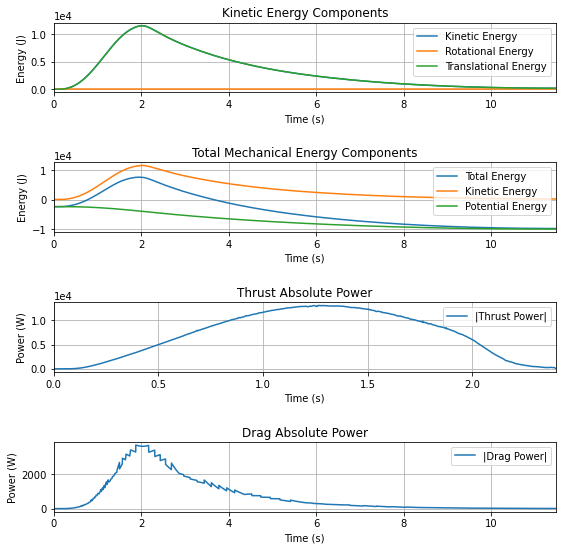 Kinetic Energy Components
1e4
Energy (J)
1.0
0.5
0.0
Kinetic Energy
Rotational Energy
Translational Energy
0 2 4 6 8 10
Time (s)
Total Mechanical Energy Components
1e4
Energy (J)
1
0
−1
Total Energy
Kinetic Energy
Potential Energy
0 2 4 6 8 10
Time (s)
Thrust Absolute Power
1e4
Power (W)
1.0
0.5
0.0
|Thrust Power|
0.0 0.5 1.0 1.5 2.0
Time (s)
Drag Absolute Power
Power (W)
2000
0
|Drag Power|
0 2 4 6 8 10
Time (s)